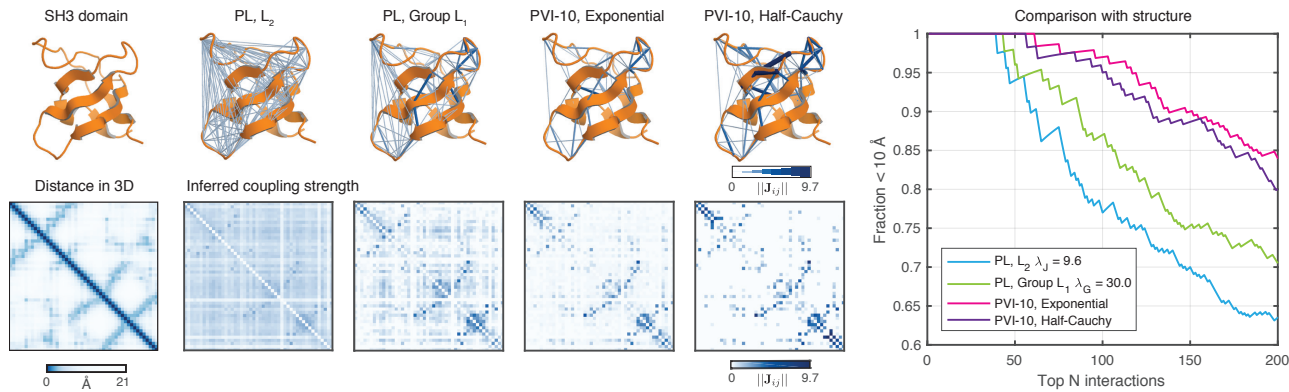 SH3 domain
PL, L2
PL, Group L1
PVI-10, Exponential
PVI-10, Half-Cauchy
0 9.7
||Jij||
Distance in 3D
Inferred coupling strength
0 21
Å
0 9.7
||Jij||
Comparison with structure
Fraction < 10 Å
1
0.95
0.9
0.85
0.8
0.75
0.7
0.65
0.6
PL, L2 λJ = 9.6
PL, Group L1 λG = 30.0
PVI-10, Exponential
PVI-10, Half-Cauchy
0 50 100 150 200
Top N interactions